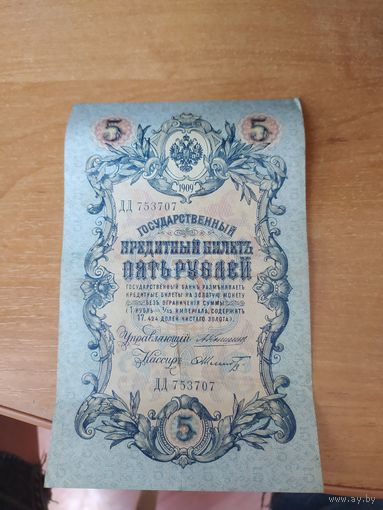 5 5
1909
ДД 753707
ГОСУДАРСТВЕННЫЙ
КРЕДИТНЫЙ БИЛЕТЪ
ПЯТЬ РУБЛЕЙ
ГОСУДАРСТВЕННЫЙ БАНКЪ РАЗМѢНИВАЕТЪ
КРЕДИТНЫЕ БИЛЕТЫ НА ЗОЛОТУЮ МОНЕТУ
БЕЗЪ ОГРАНИЧЕНІЯ СУММЫ
(1 РУБЛЬ = 1/15 ИМПЕРІАЛА, СОДЕРЖИТЪ
17,424 ДОЛЕЙ ЧИСТАГО ЗОЛОТА).
Управляющій
Кассиръ
ДД 753707
5
www.ay.by